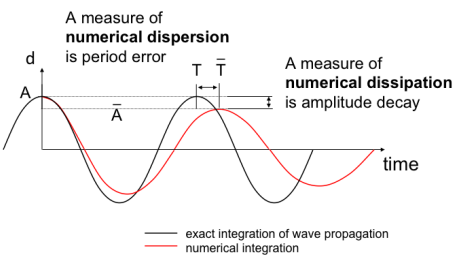 A measure of
numerical dispersion
is period error
A measure of
numerical dissipation
is amplitude decay
d
T T̅
A
A̅
time
exact integration of wave propagation
numerical integration